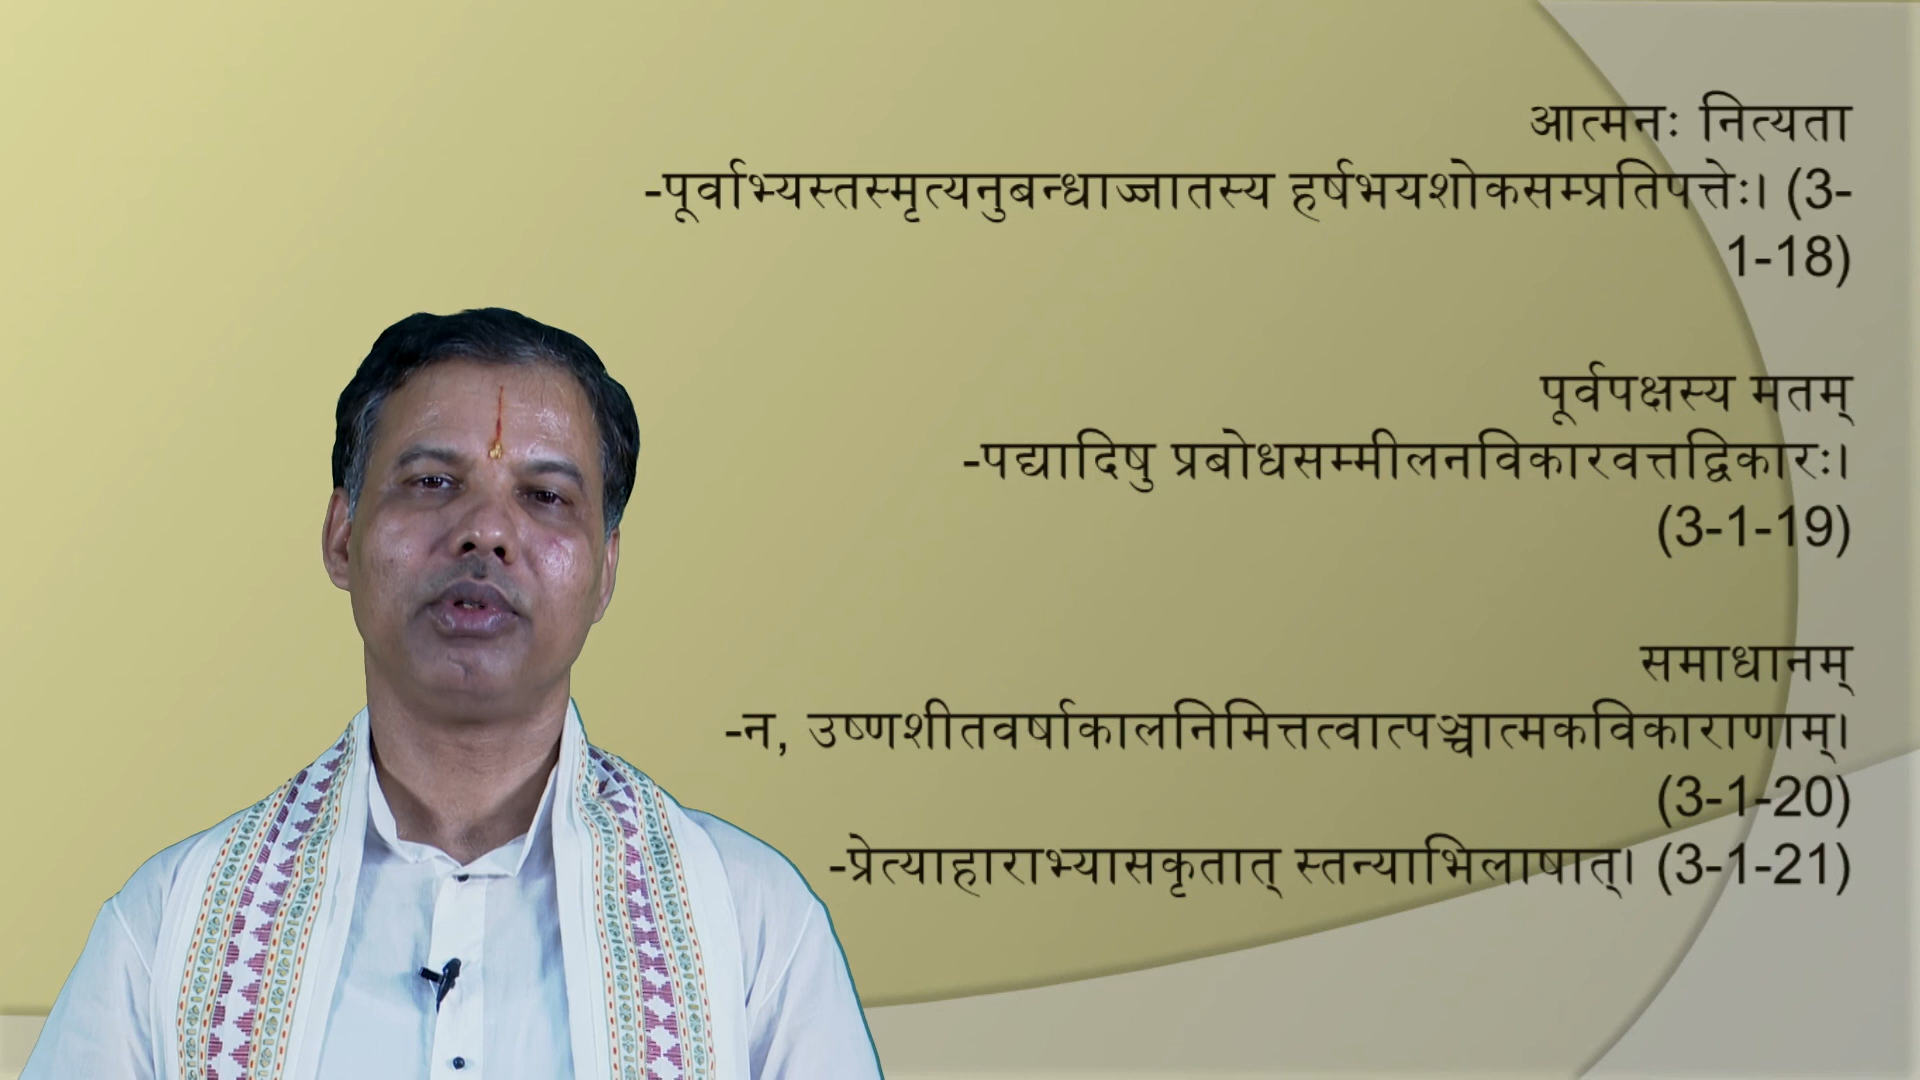 आत्मनः नित्यता
-पूर्वाभ्यस्तस्मृत्यनुबन्धाज्जातस्य हर्षभयशोकसम्प्रतिपत्तेः। (3-
1-18)
पूर्वपक्षस्य मतम्
-पद्यादिषु प्रबोधसम्मीलनविकारवत्तद्विकारः।
(3-1-19)
समाधानम्
-न, उष्णशीतवर्षाकालनिमित्तत्वात्पञ्चात्मकविकाराणाम्।
(3-1-20)
-प्रेत्याहाराभ्यासकृतात् स्तन्याभिलाषात्। (3-1-21)